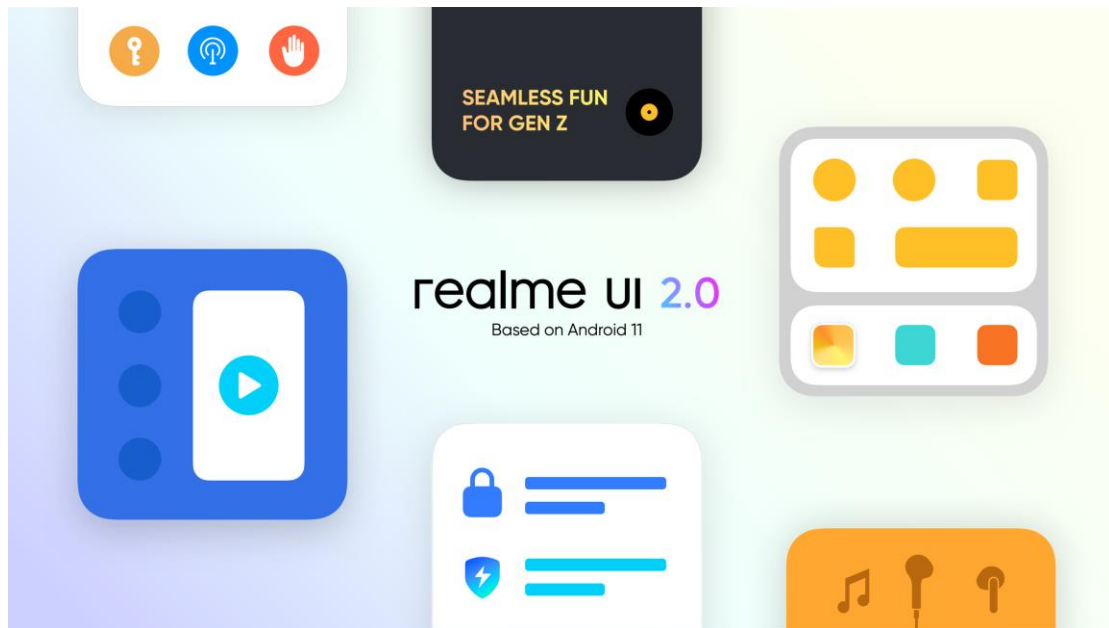 SEAMLESS FUN
FOR GEN Z
realme UI 2.0
Based on Android 11